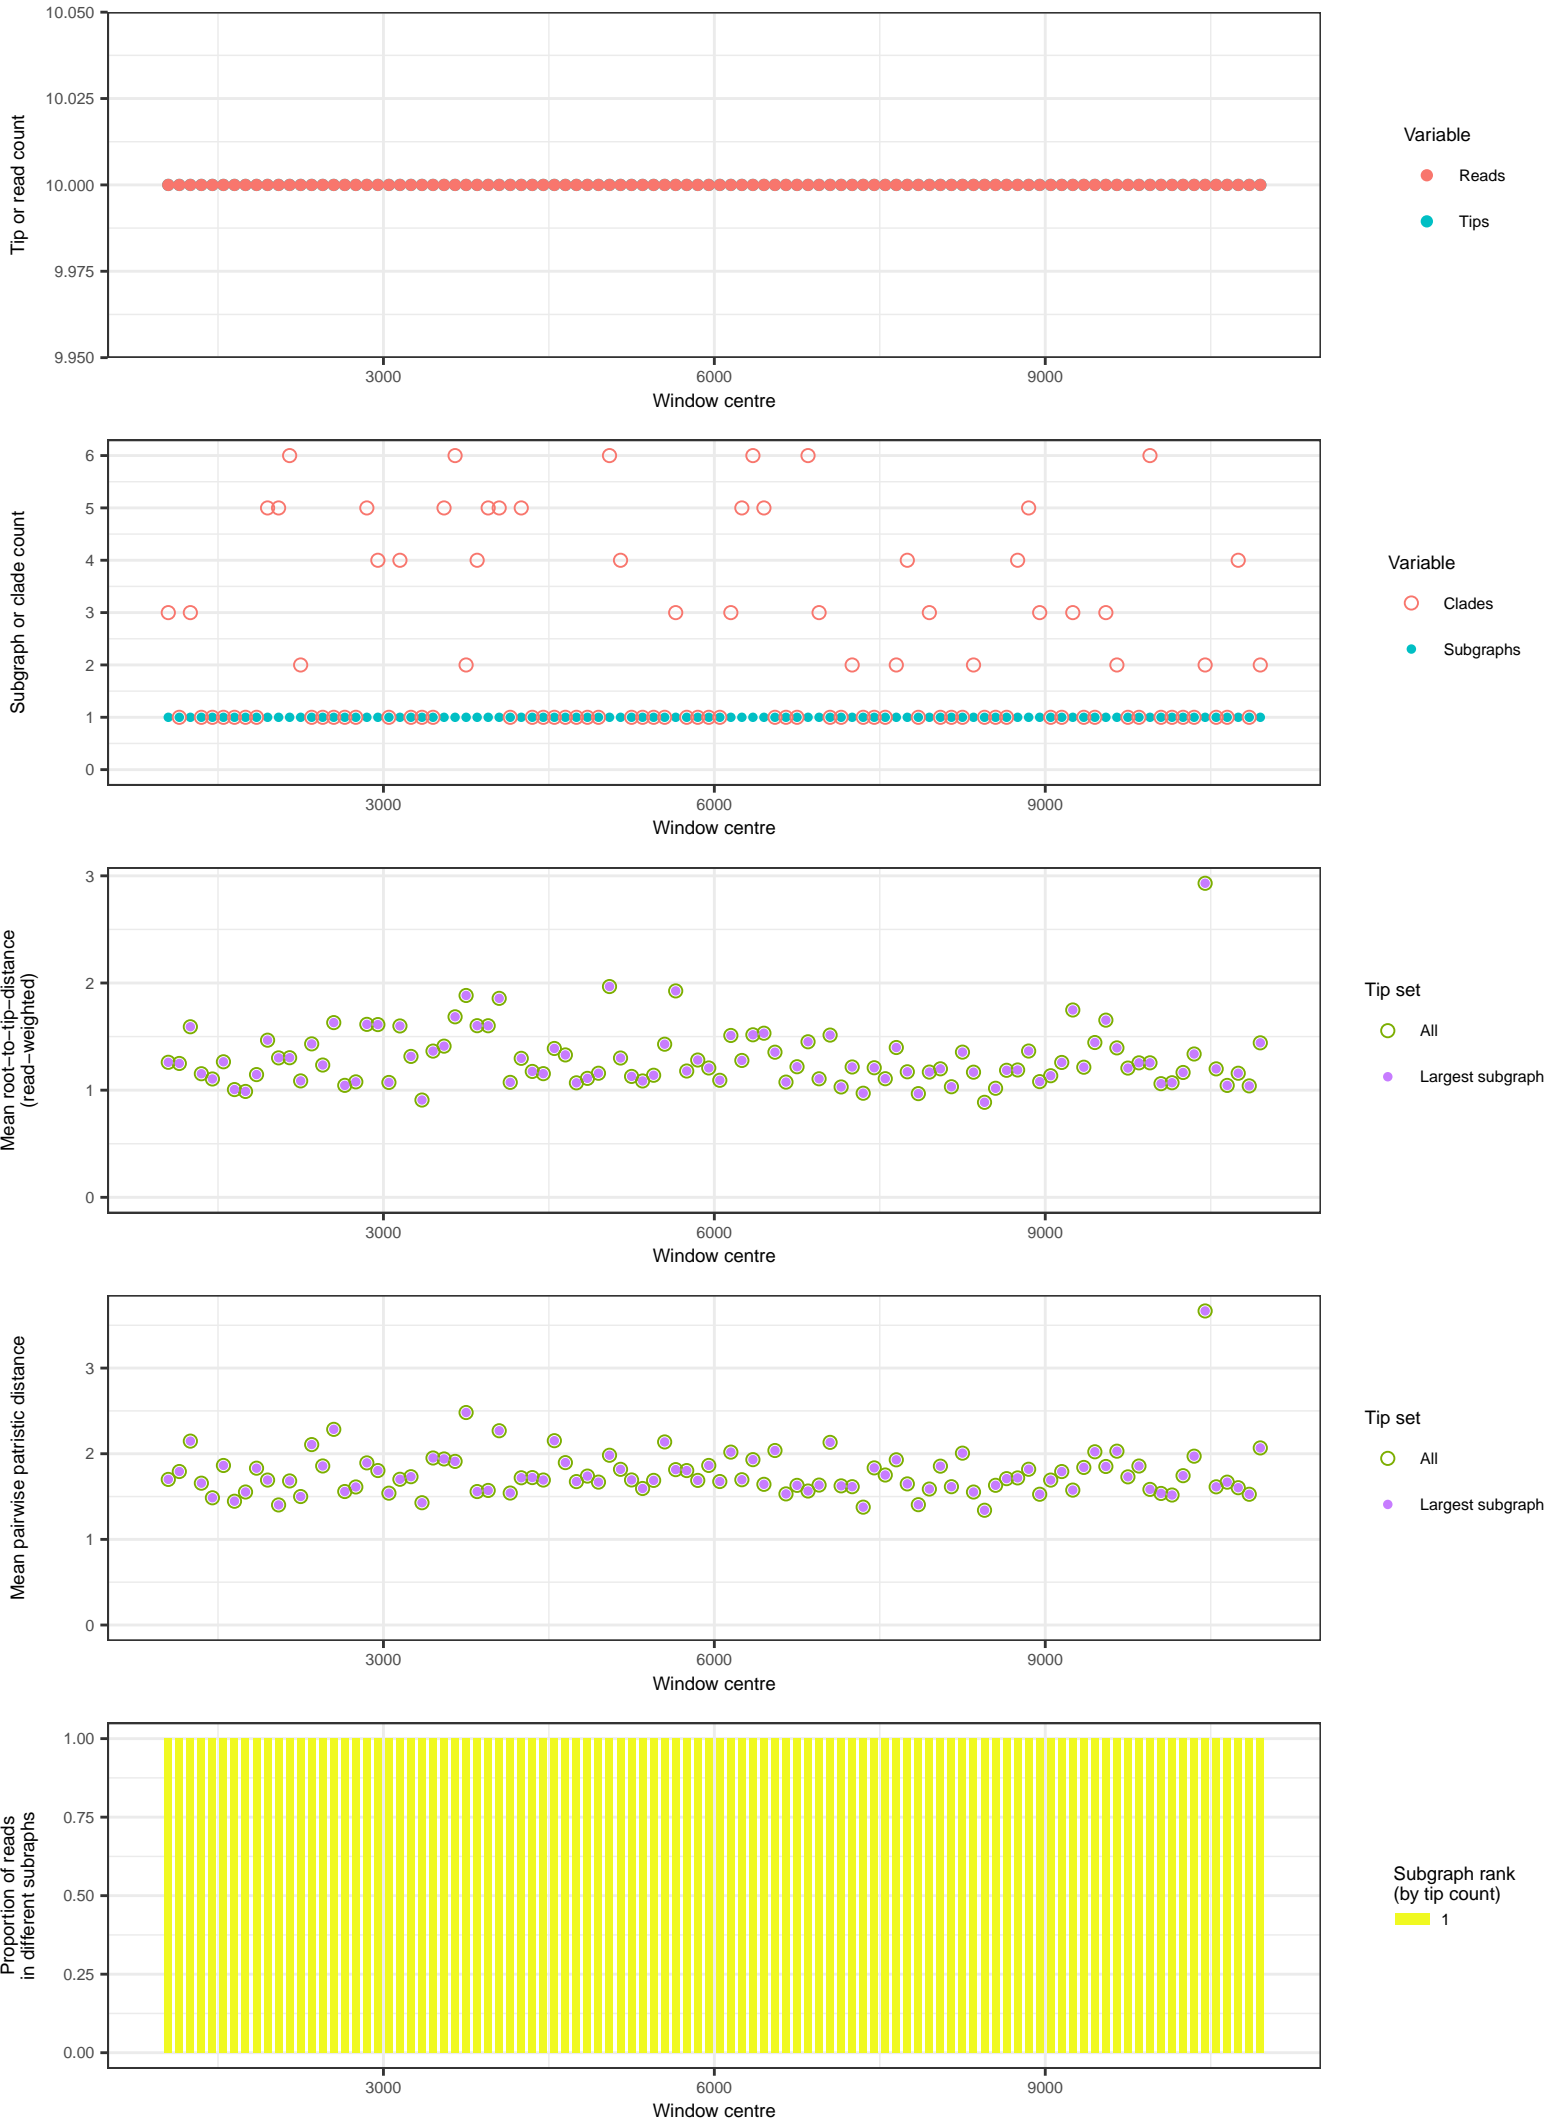 10.050
10.025
10.000
9.975
9.950
Tip or read count
3000 6000 9000
Window centre
Variable
Reads
Tips
6
5
4
3
2
1
0
Subgraph or clade count
3000 6000 9000
Window centre
Variable
Clades
Subgraphs
3
2
1
0
Mean root−to−tip−distance
(read−weighted)
3000 6000 9000
Window centre
Tip set
All
Largest subgraph
3
2
1
0
Mean pairwise patristic distance
3000 6000 9000
Window centre
Tip set
All
Largest subgraph
1.00
0.75
0.50
0.25
0.00
Proportion of reads
in different subraphs
3000 6000 9000
Window centre
Subgraph rank
(by tip count)
1